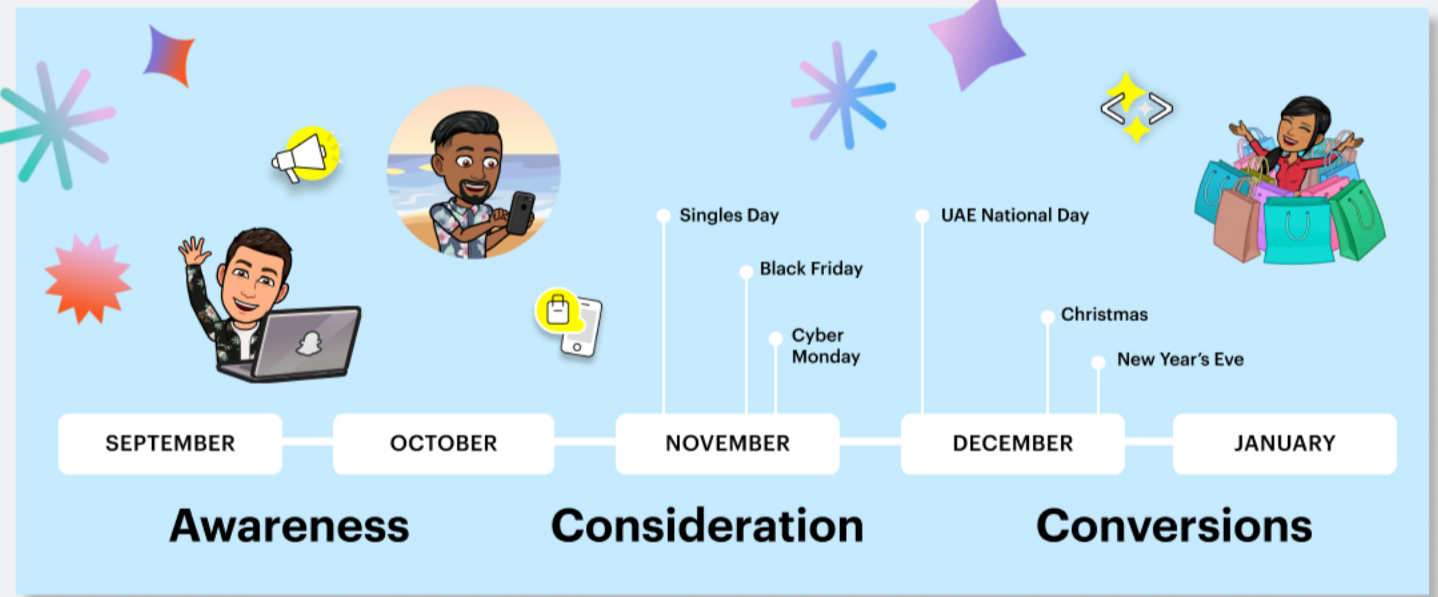 Singles Day
UAE National Day
Black Friday
Christmas
Cyber
Monday
New Year's Eve
SEPTEMBER
OCTOBER
NOVEMBER
DECEMBER
JANUARY
Awareness
Consideration
Conversions